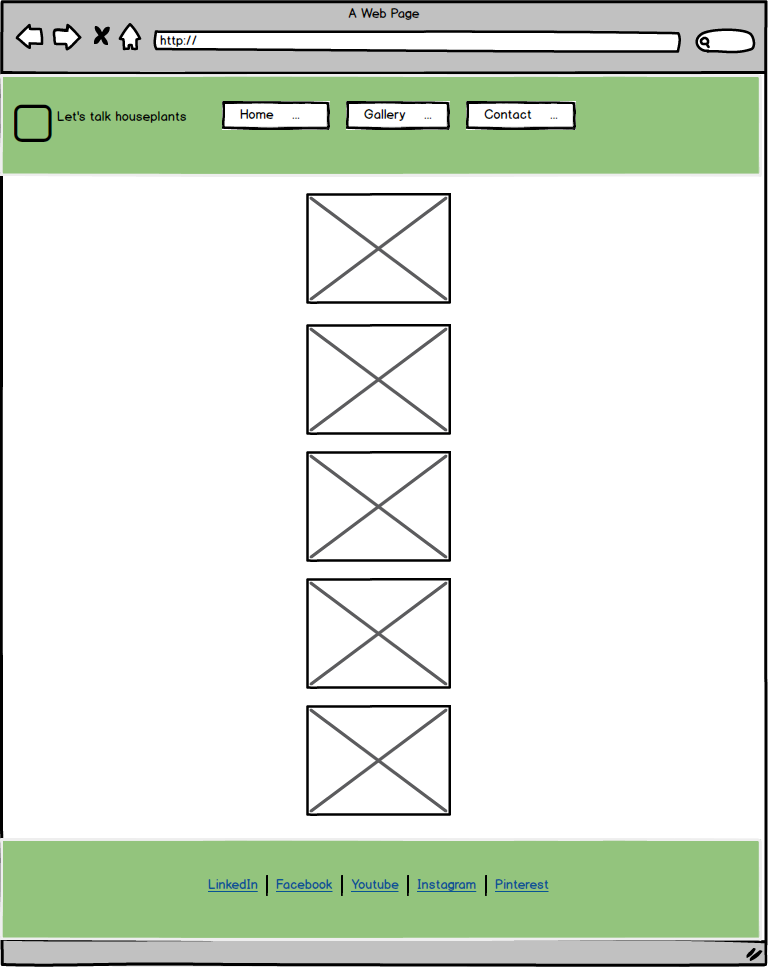 A Web Page
http://
Let's talk houseplants
Home ...
Gallery ...
Contact ...
LinkedIn | Facebook | Youtube | Instagram | Pinterest